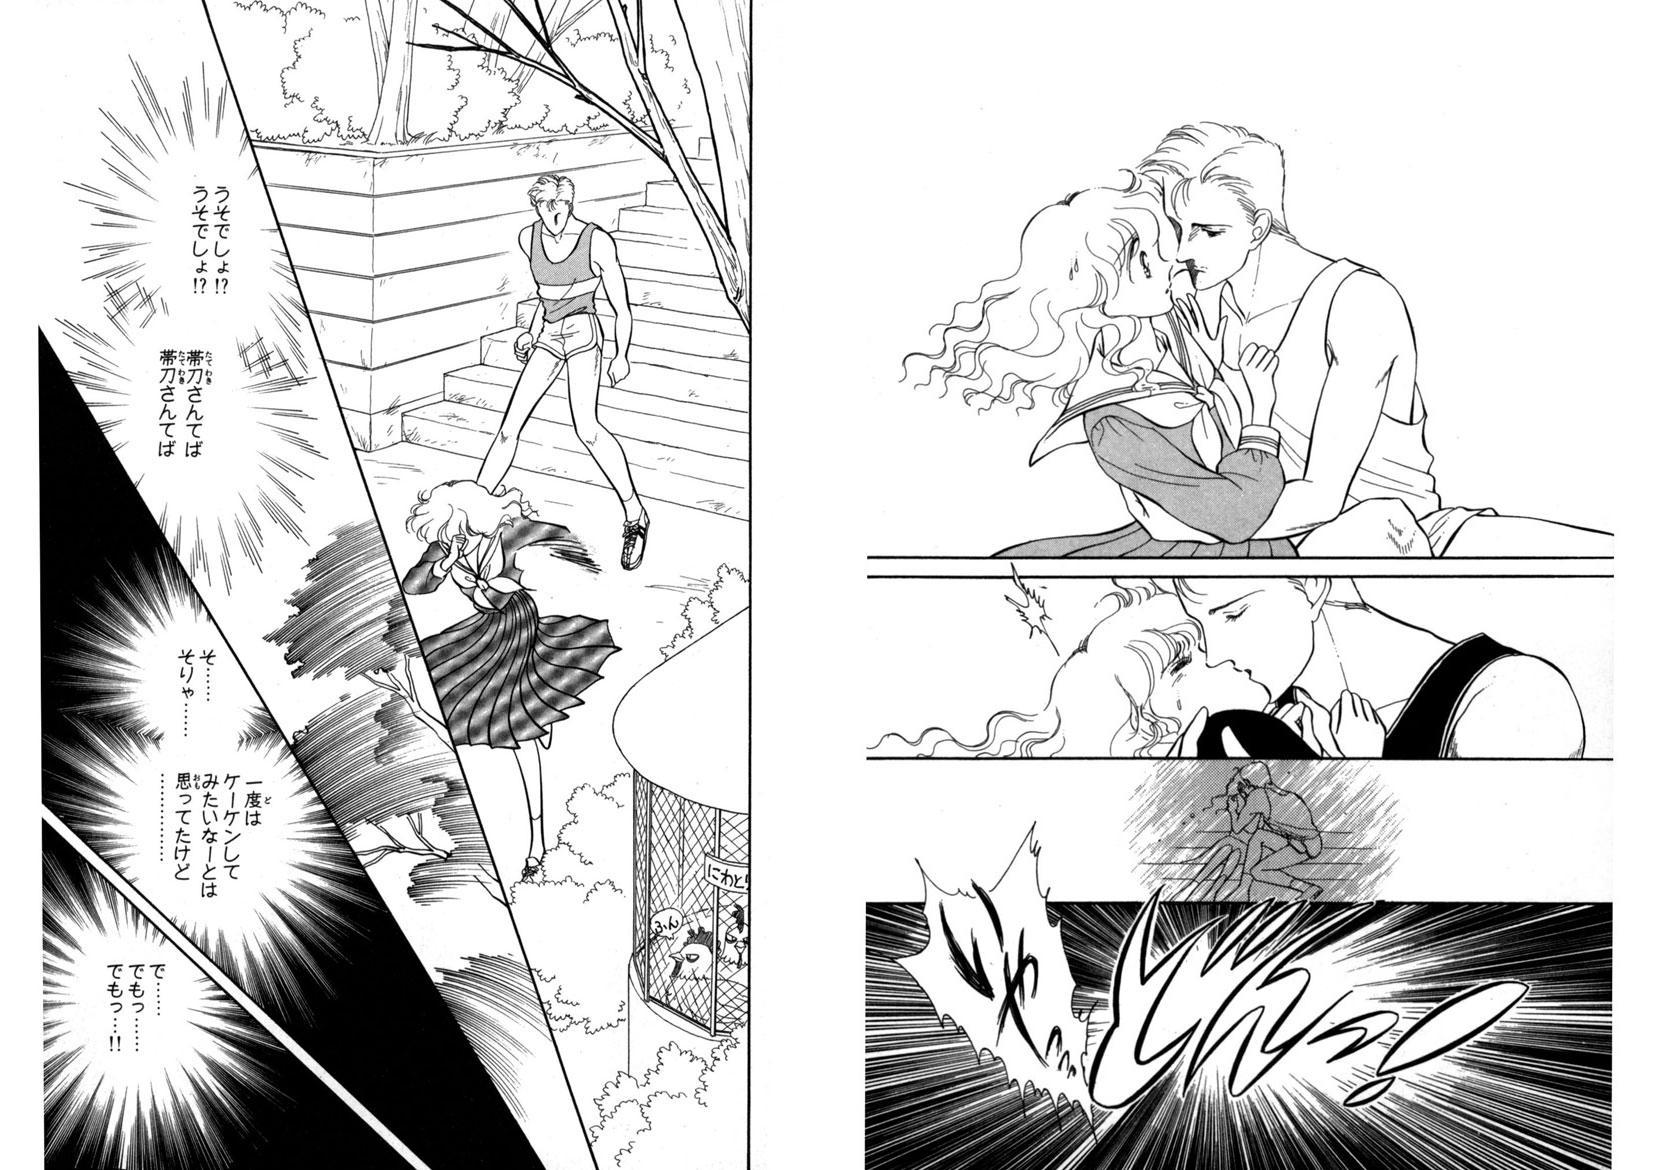 いやっ
どんっ!
にわとり
ふん
うそでしょ!?
うそでしょ!?
帯刀さんてば
帯刀さんてば
そ……
そりゃ……
一度は
ケーケンして
みたいなーとは
思ってたけど
……………
で……
でもっ……
でもっ…!!